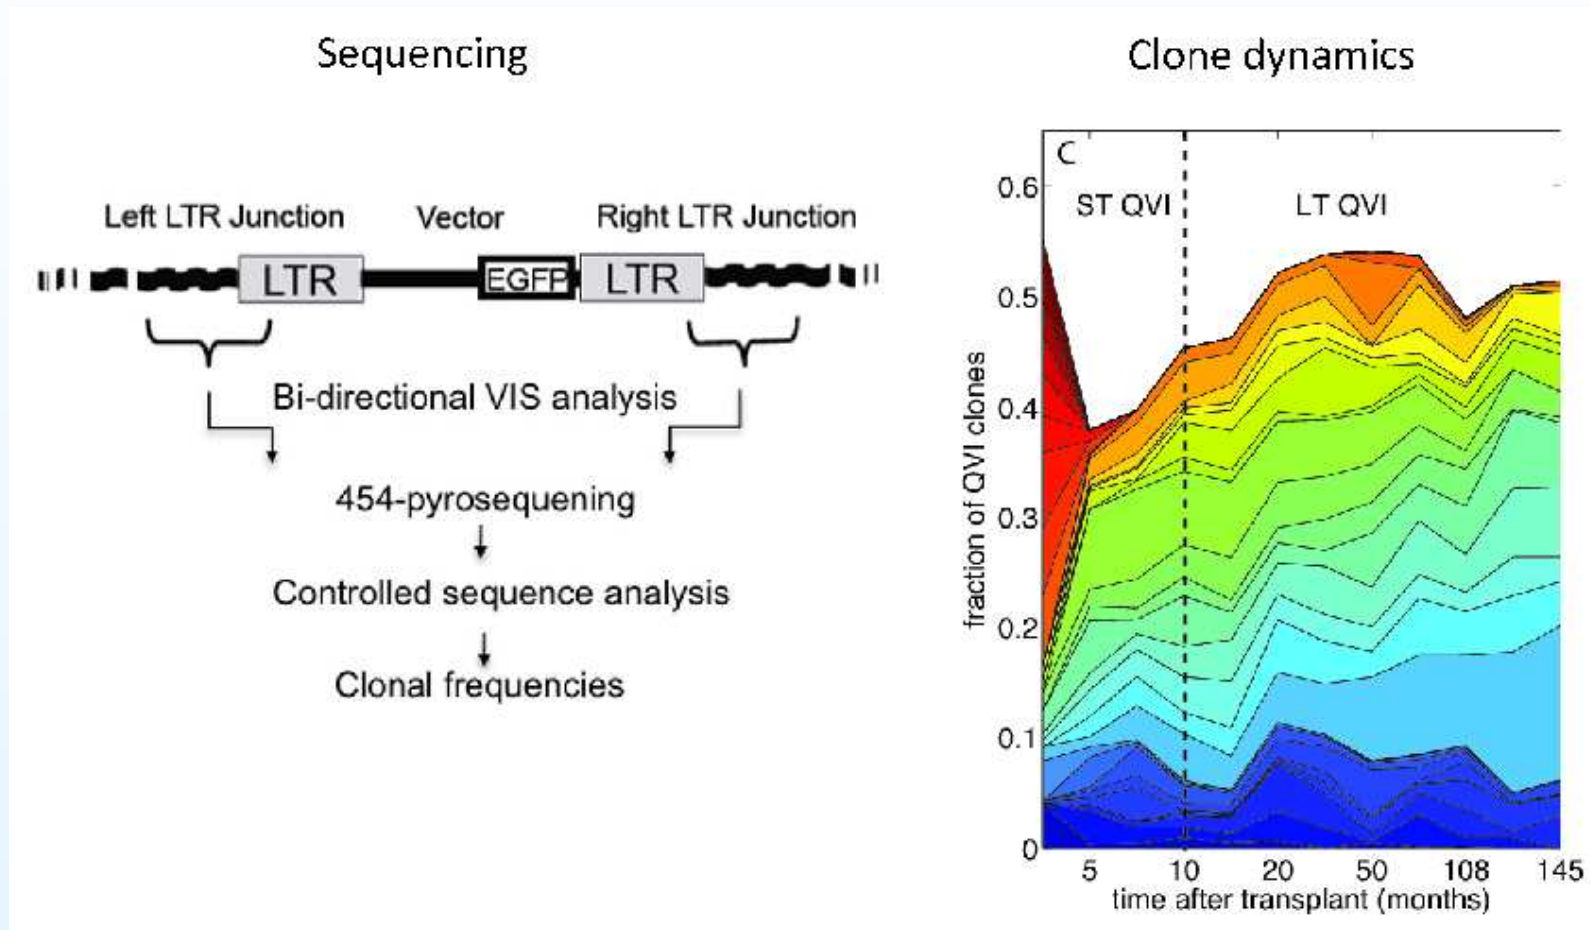 Sequencing
Left LTR Junction Vector Right LTR Junction
LTR EGFP LTR
Bi-directional VIS analysis
454-pyrosequening
Controlled sequence analysis
Clonal frequencies
Clone dynamics
C
ST QVI LT QVI
fraction of QVI clones
0.6
0.5
0.4
0.3
0.2
0.1
0
5 10 20 50 108 145
time after transplant (months)